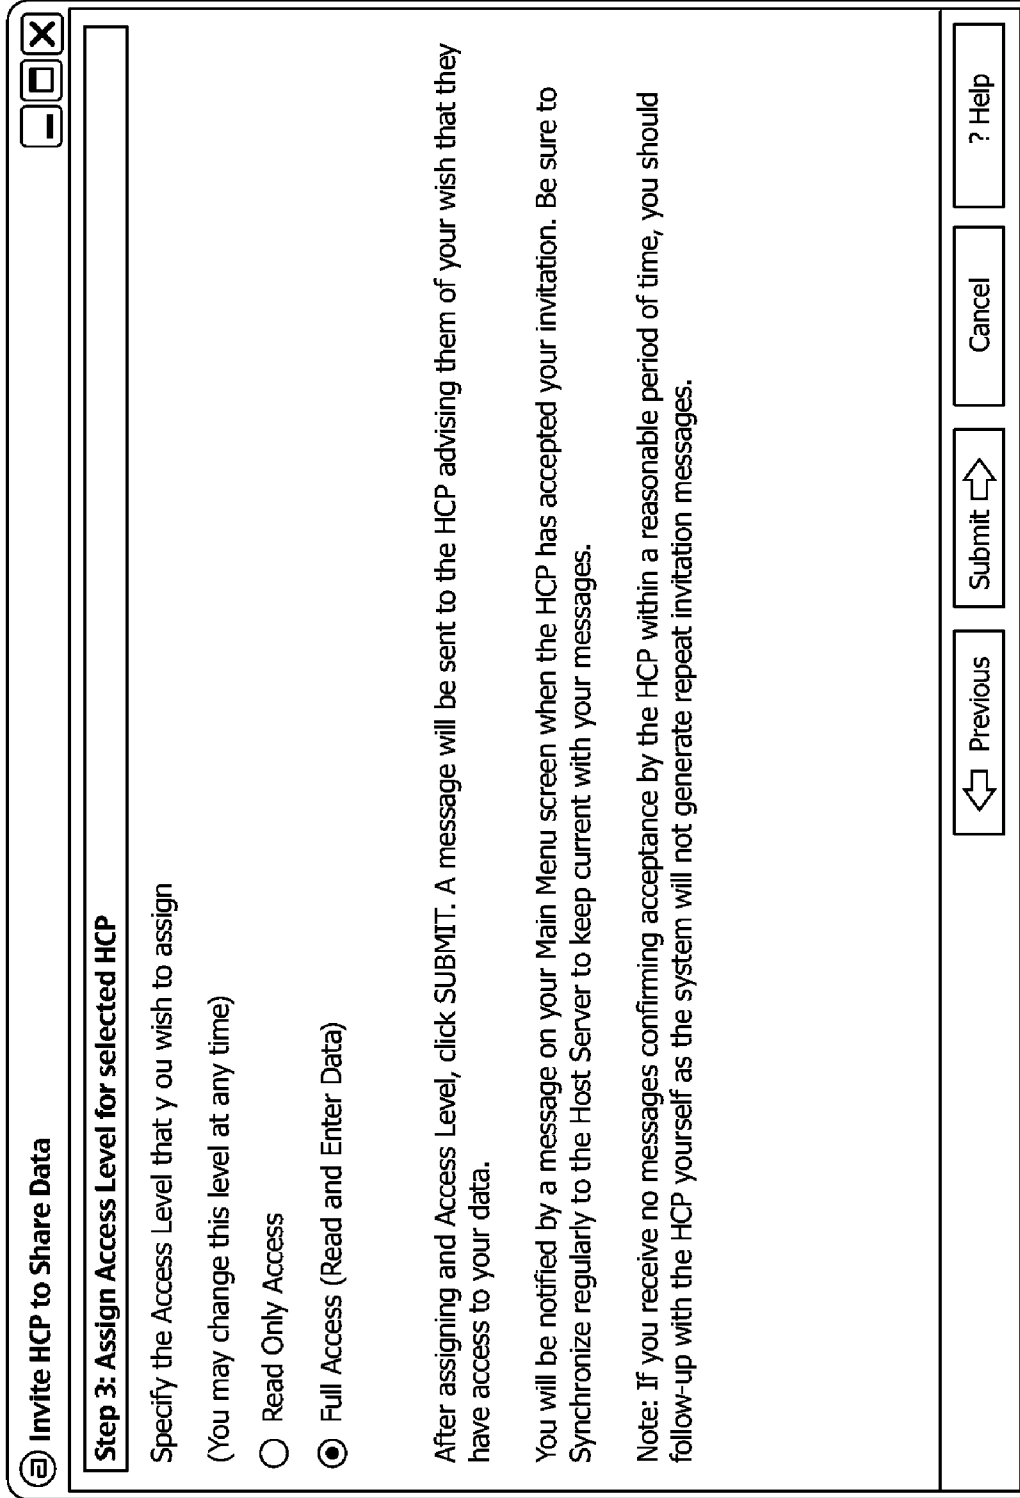 a Invite HCP to Share Data
Step 3: Assign Access Level for selected HCP
Specify the Access Level that y ou wish to assign
(You may change this level at any time)
Read Only Access
Full Access (Read and Enter Data)
After assigning and Access Level, click SUBMIT. A message will be sent to the HCP advising them of your wish that they
have access to your data.
You will be notified by a message on your Main Menu screen when the HCP has accepted your invitation. Be sure to
Synchronize regularly to the Host Server to keep current with your messages.
Note: If you receive no messages confirming acceptance by the HCP within a reasonable period of time, you should
follow-up with the HCP yourself as the system will not generate repeat invitation messages.
Previous
Submit
Cancel
? Help